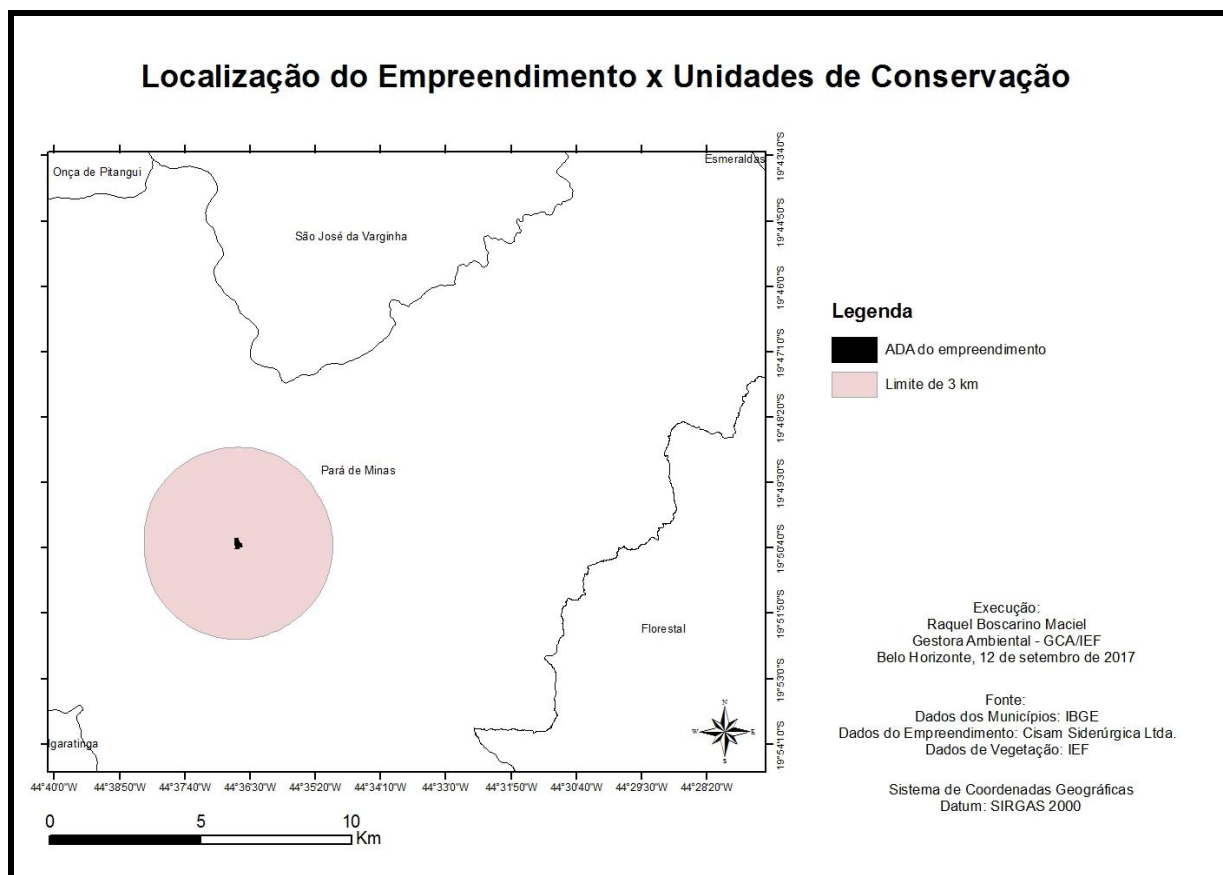 Localização do Empreendimento x Unidades de Conservação
Onça de Pitangui
Esmeraldas
São José da Varginha
Pará de Minas
Florestal
Igaratinga
19°43'40"S
19°44'50"S
19°46'0"S
19°47'10"S
19°48'20"S
19°49'30"S
19°50'40"S
19°51'50"S
19°53'0"S
19°54'10"S
N
W
E
S
44°40'0"W 44°38'50"W 44°37'40"W 44°36'30"W 44°35'20"W 44°34'10"W 44°33'0"W 44°31'50"W 44°30'40"W 44°29'30"W 44°28'20"W
0 5 10
Km
Legenda
ADA do empreendimento
Limite de 3 km
Execução:
Raquel Boscarino Maciel
Gestora Ambiental - GCA/IEF
Belo Horizonte, 12 de setembro de 2017
Fonte:
Dados dos Municípios: IBGE
Dados do Empreendimento: Cisam Siderúrgica Ltda.
Dados de Vegetação: IEF
Sistema de Coordenadas Geográficas
Datum: SIRGAS 2000